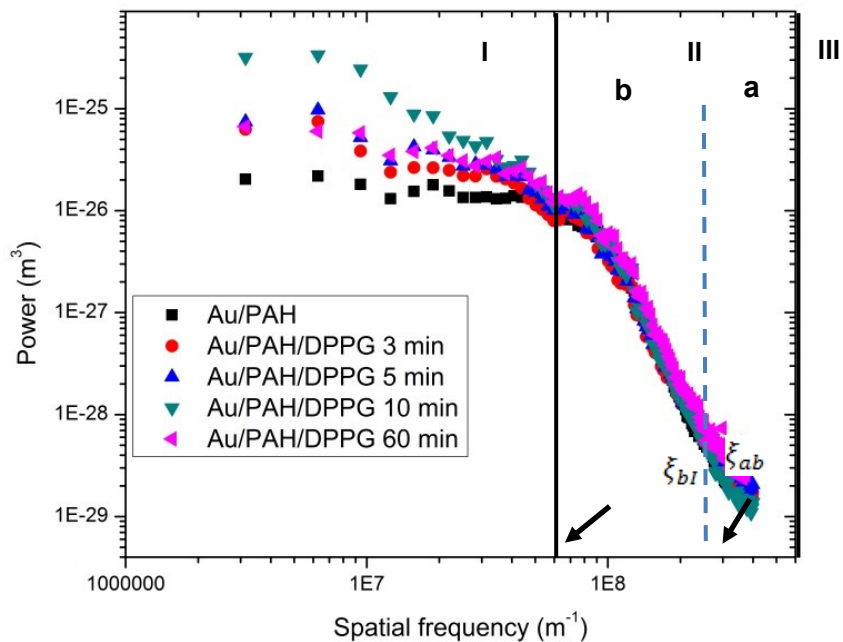 I
II
III
b
a
1E-25
1E-26
1E-27
1E-28
1E-29
Power (m³)
Au/PAH
Au/PAH/DPPG 3 min
Au/PAH/DPPG 5 min
Au/PAH/DPPG 10 min
Au/PAH/DPPG 60 min
ξbI
ξab
1000000
1E7
1E8
Spatial frequency (m⁻¹)